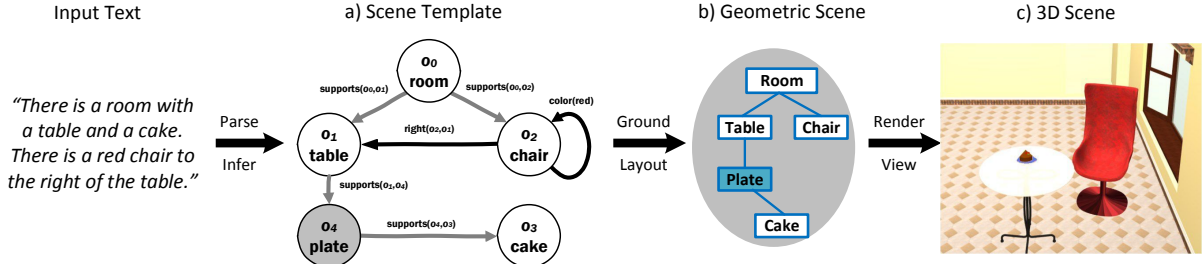 Input Text
“There is a room with
a table and a cake.
There is a red chair to
the right of the table.”
Parse
Infer
a) Scene Template
o0
room
supports(o0,o1)
supports(o0,o2)
color(red)
o1
table
right(o2,o1)
o2
chair
supports(o1,o4)
o4
plate
supports(o4,o3)
o3
cake
Ground
Layout
b) Geometric Scene
Room
Table
Chair
Plate
Cake
Render
View
c) 3D Scene